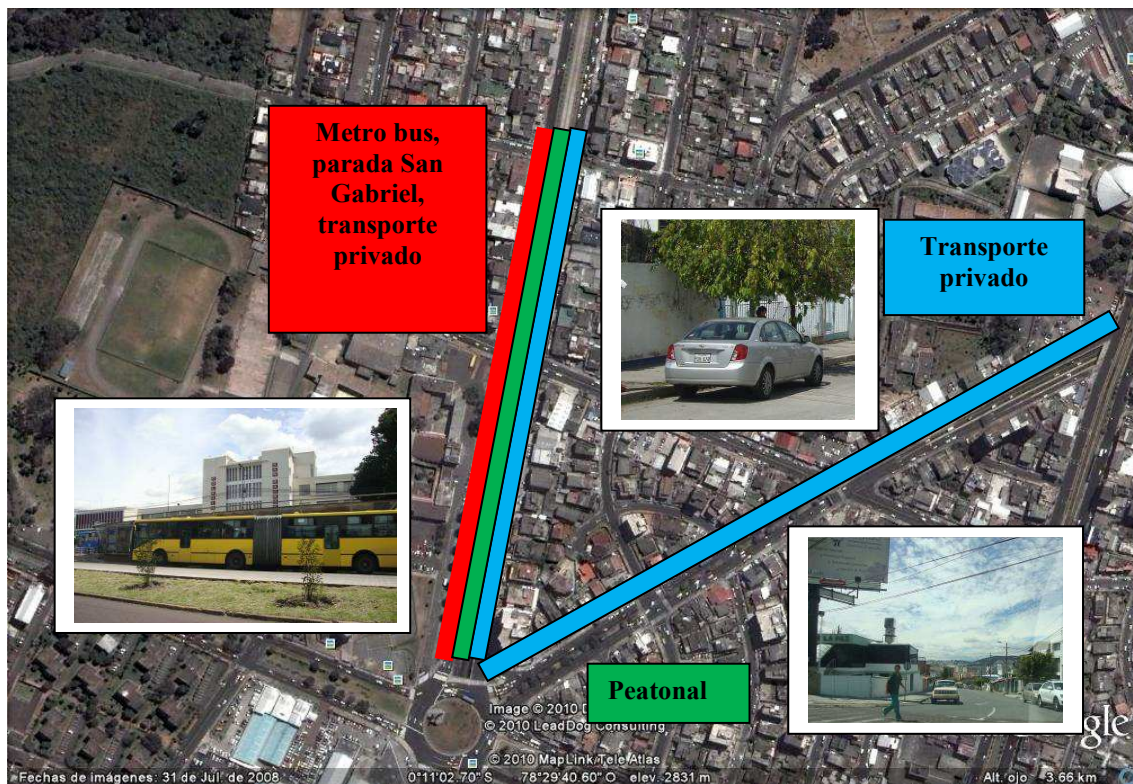 Metro bus,
parada San
Gabriel,
transporte
privado
Transporte
privado
Peatonal
LA PAZ
Image © 2010 D
© 2010 LeadDog Consulting
© 2010 MapLink/Tele Atlas
gle
Fechas de imágenes: 31 de Jul. de 2008
0°11'02.70" S 78°29'40.60" O elev. 2831 m
Alt. ojo 3.66 km